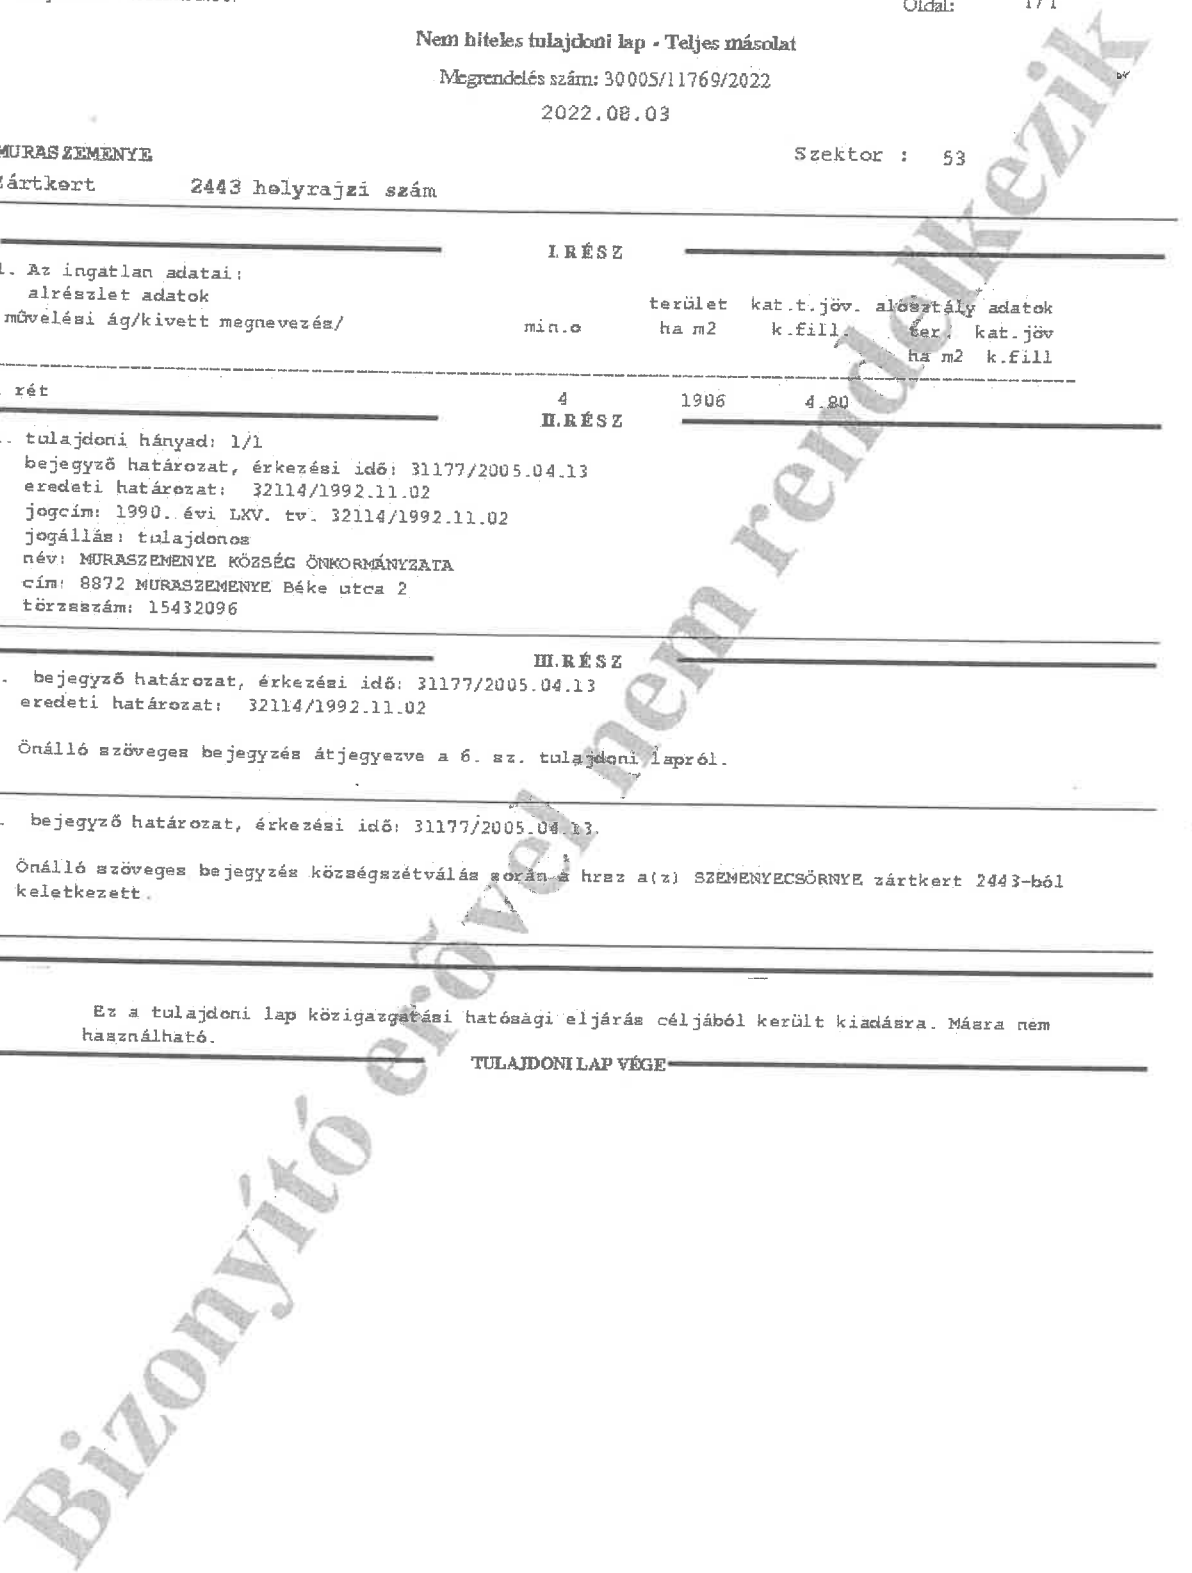 Oldal: 1/1
Nem hiteles tulajdoni lap - Teljes másolat
Megrendelés szám: 30005/11769/2022
2022.08.03
MURASZEMENYE
Szektor : 53
Zártkert 2443 helyrajzi szám
I.RÉSZ
1. Az ingatlan adatai:
alrészlet adatok
terület kat.t.jöv. alosztály adatok
művelési ág/kivett megnevezés/ min.o ha m2 k.fill. ter. kat.jöv
ha m2 k.fill
. rét 4 1906 4.80
II.RÉSZ
. tulajdoni hányad: 1/1
bejegyző határozat, érkezési idő: 31177/2005.04.13
eredeti határozat: 32114/1992.11.02
jogcím: 1990. évi LXV. tv. 32114/1992.11.02
jogállás: tulajdonos
név: MURASZEMENYE KÖZSÉG ÖNKORMÁNYZATA
cím: 8872 MURASZEMENYE Béke utca 2
törzsszám: 15432096
III.RÉSZ
. bejegyző határozat, érkezési idő: 31177/2005.04.13
eredeti határozat: 32114/1992.11.02
Önálló szöveges bejegyzés átjegyezve a 6. sz. tulajdoni lapról.
. bejegyző határozat, érkezési idő: 31177/2005.04.13.
Önálló szöveges bejegyzés községszétválás során a hrsz a(z) SZEMENYECSÖRNYE zártkert 2443-ból
keletkezett.
Ez a tulajdoni lap közigazgatási hatósági eljárás céljából került kiadásra. Másra nem
használható.
TULAJDONI LAP VÉGE
Bizonyító erővel nem rendelkezik